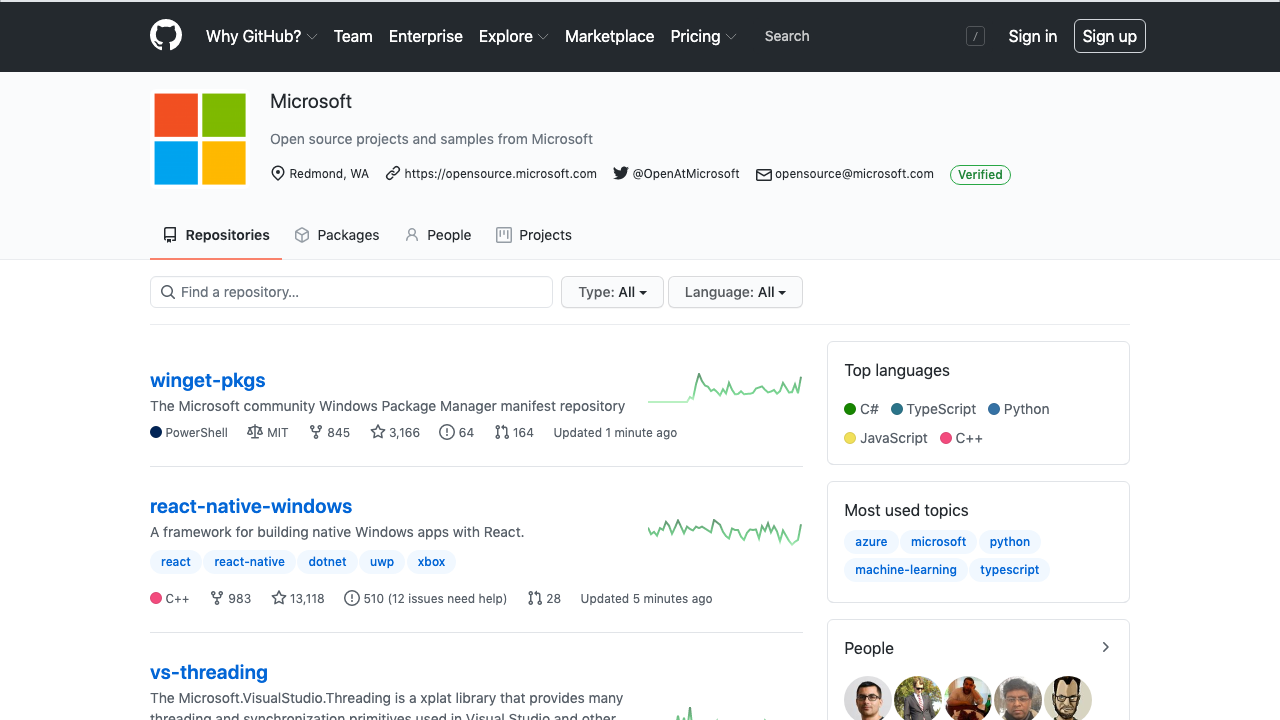 Why GitHub? Team Enterprise Explore Marketplace Pricing Search / Sign in Sign up
Microsoft
Open source projects and samples from Microsoft
Redmond, WA https://opensource.microsoft.com @OpenAtMicrosoft opensource@microsoft.com Verified
Repositories Packages People Projects
Find a repository... Type: All Language: All
winget-pkgs
The Microsoft community Windows Package Manager manifest repository
PowerShell MIT 845 3,166 64 164 Updated 1 minute ago
react-native-windows
A framework for building native Windows apps with React.
react react-native dotnet uwp xbox
C++ 983 13,118 510 (12 issues need help) 28 Updated 5 minutes ago
vs-threading
The Microsoft.VisualStudio.Threading is a xplat library that provides many
threading and synchronization primitives used in Visual Studio and other
Top languages
C# TypeScript Python
JavaScript C++
Most used topics
azure microsoft python
machine-learning typescript
People